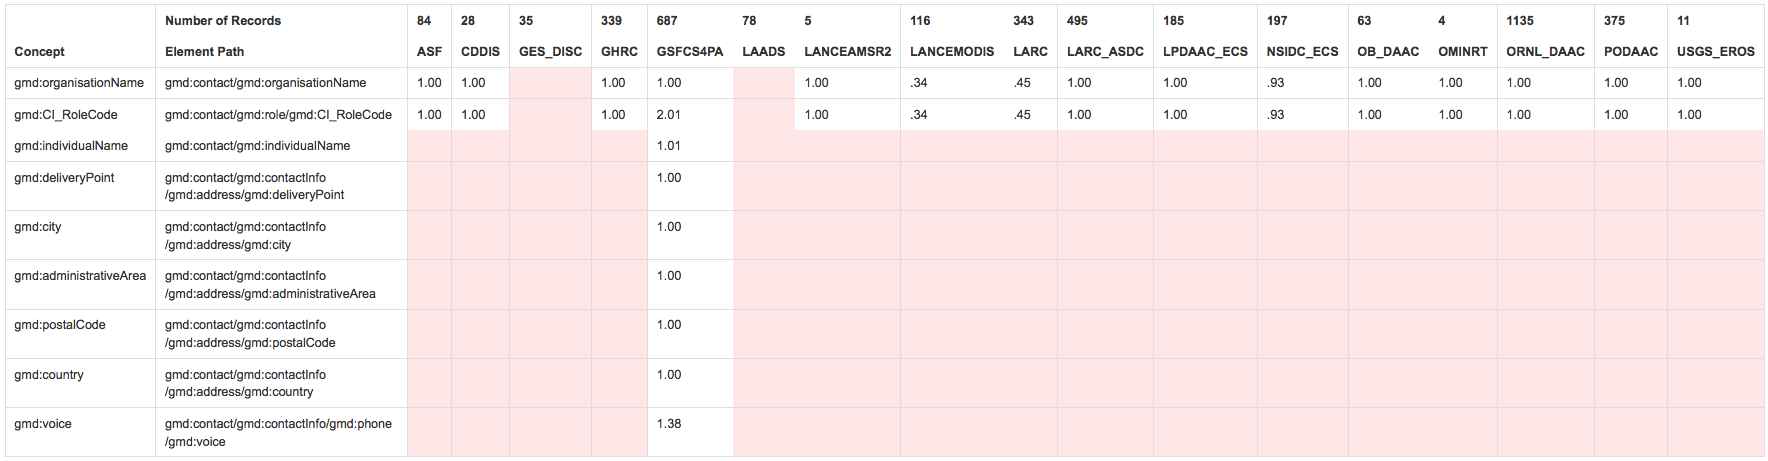 Number of Records 84 28 35 339 687 78 5 116 343 495 185 197 63 4 1135 375 11
Concept Element Path ASF CDDIS GES_DISC GHRC GSFCS4PA LAADS LANCEAMSR2 LANCEMODIS LARC LARC_ASDC LPDAAC_ECS NSIDC_ECS OB_DAAC OMINRT ORNL_DAAC PODAAC USGS_EROS
gmd:organisationName gmd:contact/gmd:organisationName 1.00 1.00 1.00 1.00 1.00 .34 .45 1.00 1.00 .93 1.00 1.00 1.00 1.00 1.00
gmd:CI_RoleCode gmd:contact/gmd:role/gmd:CI_RoleCode 1.00 1.00 1.00 2.01 1.00 .34 .45 1.00 1.00 .93 1.00 1.00 1.00 1.00 1.00
gmd:individualName gmd:contact/gmd:individualName 1.01
gmd:deliveryPoint gmd:contact/gmd:contactInfo 1.00
/gmd:address/gmd:deliveryPoint
gmd:city gmd:contact/gmd:contactInfo 1.00
/gmd:address/gmd:city
gmd:administrativeArea gmd:contact/gmd:contactInfo 1.00
/gmd:address/gmd:administrativeArea
gmd:postalCode gmd:contact/gmd:contactInfo 1.00
/gmd:address/gmd:postalCode
gmd:country gmd:contact/gmd:contactInfo 1.00
/gmd:address/gmd:country
gmd:voice gmd:contact/gmd:contactInfo/gmd:phone 1.38
/gmd:voice